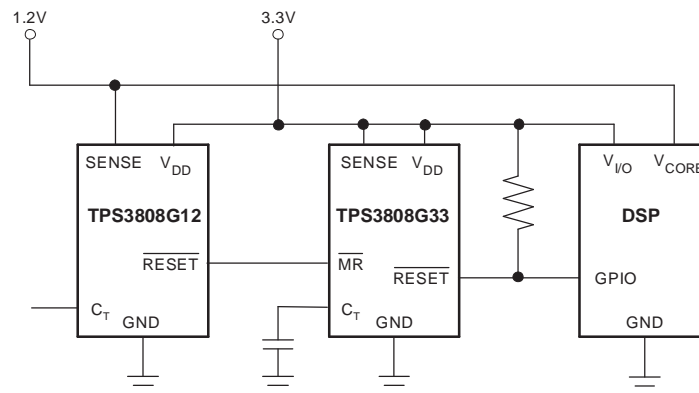 1.2V 3.3V
SENSE V_DD SENSE V_DD V_I/O V_CORE
TPS3808G12 TPS3808G33 DSP
RESET MR RESET GPIO
C_T GND C_T GND GND